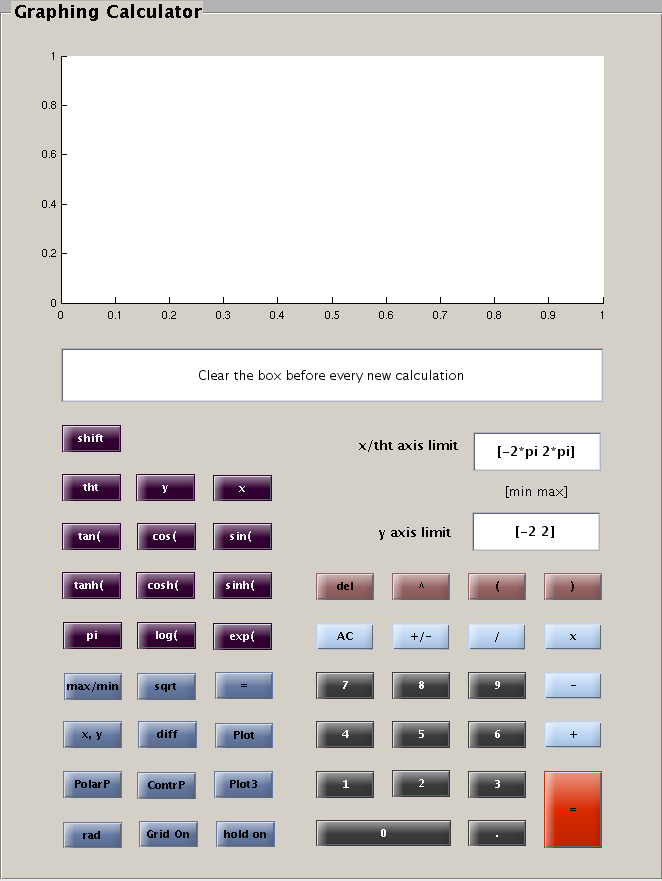 Graphing Calculator
1
0.8
0.6
0.4
0.2
0
0 0.1 0.2 0.3 0.4 0.5 0.6 0.7 0.8 0.9 1
Clear the box before every new calculation
shift
x/tht axis limit [-2*pi 2*pi]
tht y x
[min max]
tan( cos( sin(
y axis limit [-2 2]
tanh( cosh( sinh( del ^ ( )
pi log( exp( AC +/- / x
max/min sqrt = 7 8 9 -
x, y diff Plot 4 5 6 +
PolarP ContrP Plot3 1 2 3 =
rad Grid On hold on 0 .